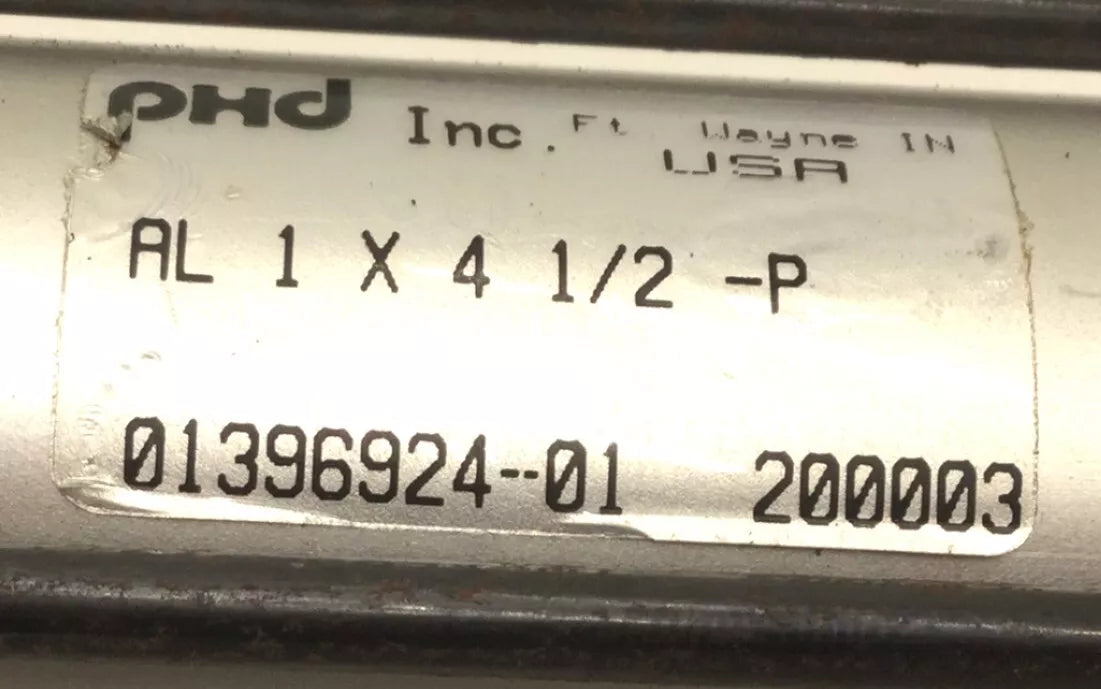 PHD Inc. Ft Wayne IN
USA
AL 1 X 4 1/2 -P
01396924--01 200003